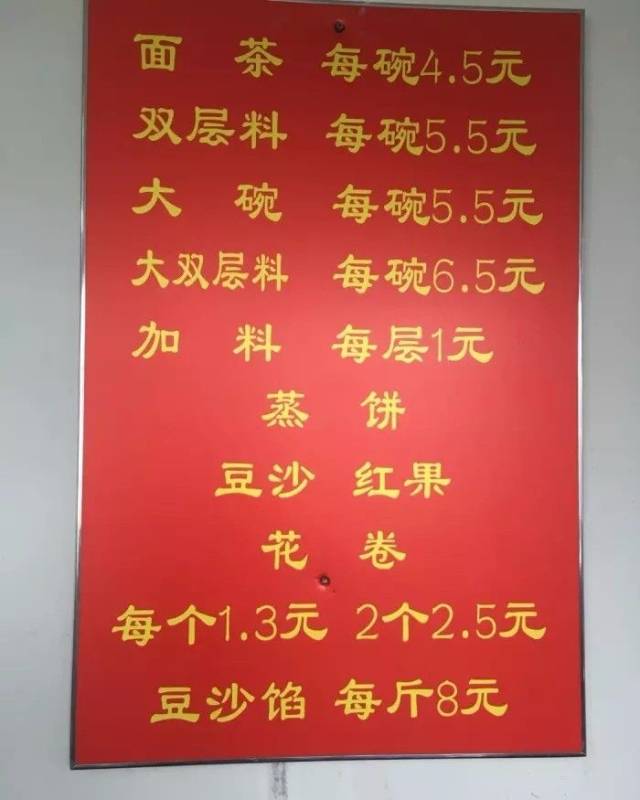 面茶 每碗4.5元
双层料 每碗5.5元
大碗 每碗5.5元
大双层料 每碗6.5元
加料 每层1元
蒸饼
豆沙 红果
花卷
每个1.3元 2个2.5元
豆沙馅 每斤8元